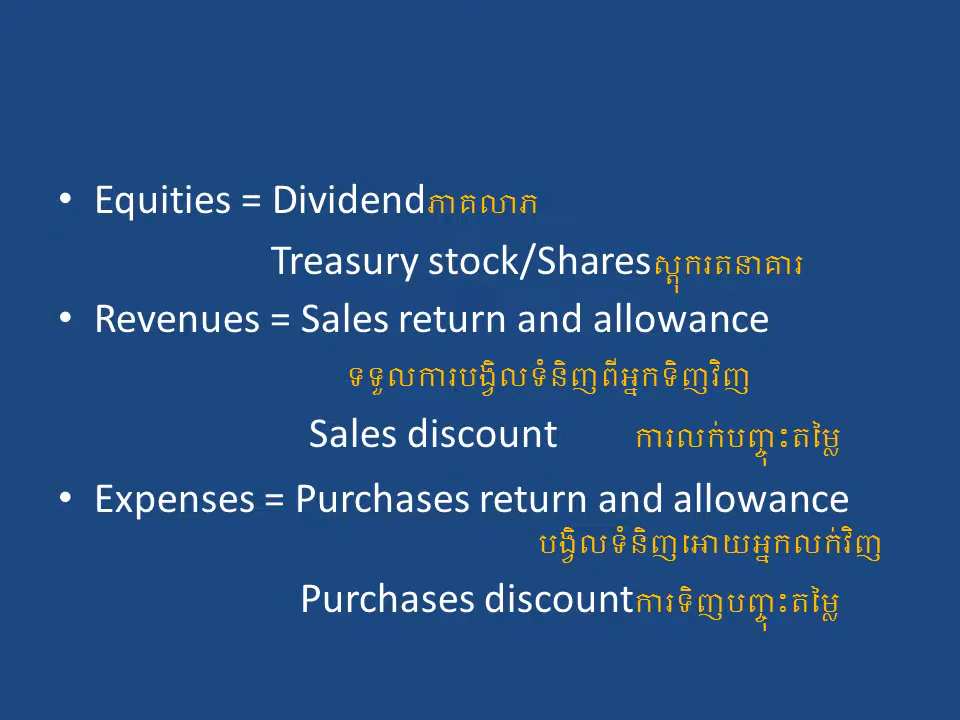 • Equities = Dividendភាគលាភ
Treasury stock/Sharesស្តុករតនាគារ
• Revenues = Sales return and allowance
ទទួលការបង្វិលទំនិញពីអ្នកទិញវិញ
Sales discount ការលក់បញ្ចុះតម្លៃ
• Expenses = Purchases return and allowance
បង្វិលទំនិញអោយអ្នកលក់វិញ
Purchases discountការទិញបញ្ចុះតម្លៃ